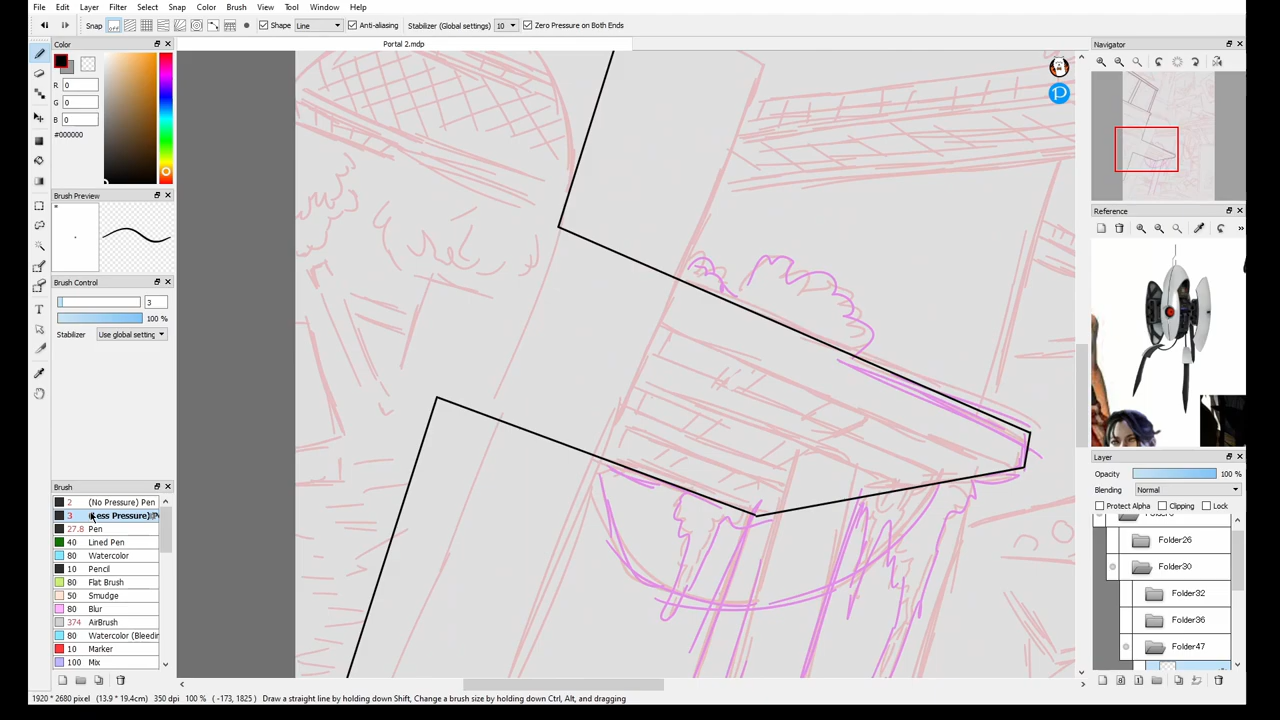 File Edit Layer Filter Select Snap Color Brush View Tool Window Help
Snap Shape Line Anti-aliasing Stabilizer (Global settings) 10 Zero Pressure on Both Ends
Color
Portal 2.mdp
Navigator
R 0
G 0
B 0
#000000
Brush Preview
Reference
Brush Control
3
100 %
Stabilizer Use global setting
Layer
Opacity 100 %
Blending Normal
Protect Alpha Clipping Lock
Folder26
Folder30
Folder32
Folder36
Folder47
Brush
2 (No Pressure) Pen
3
27.8 Pen
40 Lined Pen
80 Watercolor
10 Pencil
80 Flat Brush
50 Smudge
80 Blur
374 AirBrush
80 Watercolor (Bleedin
10 Marker
100 Mix
1920 * 2680 pixel (13.9 * 19.4cm) 350 dpi 100 % ( -173, 1825 ) Draw a straight line by holding down Shift, Change a brush size by holding down Ctrl, Alt, and dragging